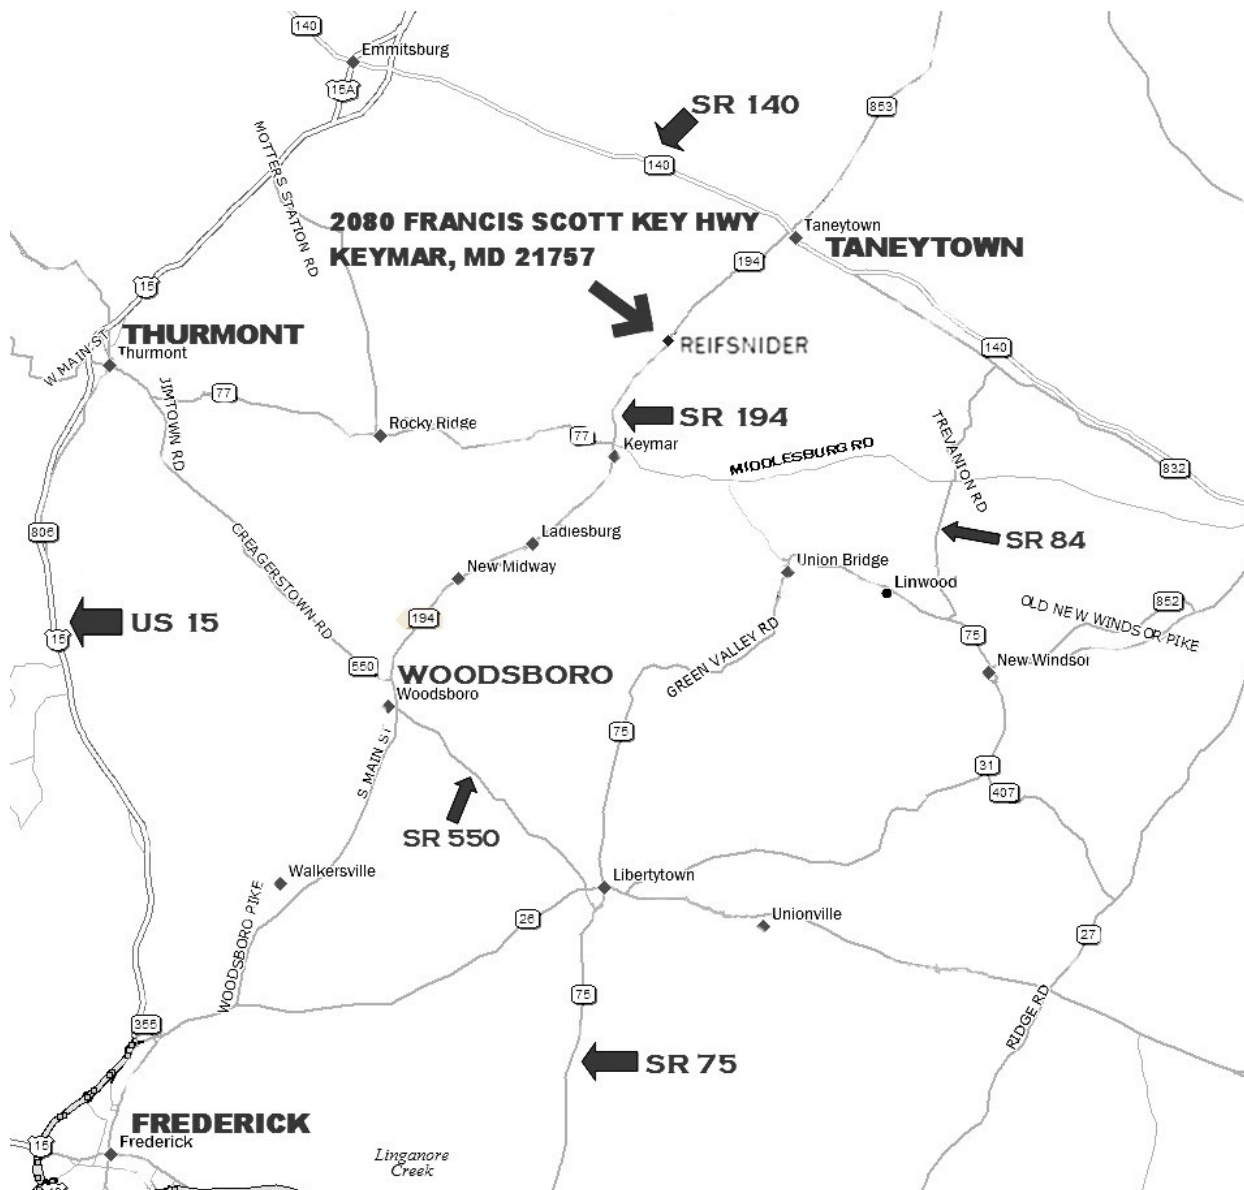 140
Emmitsburg
15A
SR 140
853
MOTTERS STATION RD
140
2080 FRANCIS SCOTT KEY HWY
KEYMAR, MD 21757
Taneytown
TANEYTOWN
194
15
THURMONT
Thurmont
W MAIN ST
REIFSNIDER
140
JIMTOWN RD
77
Rocky Ridge
SR 194
77
Keymar
MIDDLESBURG RD
TREVANION RD
832
806
CREAGERSTOWN RD
Ladiesburg
New Midway
SR 84
Union Bridge
Linwood
US 15
15
194
OLD NEW WINDSOR PIKE
852
75
550
WOODSBORO
Woodsboro
GREEN VALLEY RD
New Windsor
S MAIN ST
75
31
407
SR 550
Walkersville
Libertytown
WOODSBORO PIKE
26
Unionville
27
75
RIDGE RD
355
SR 75
FREDERICK
Frederick
15
Linganore
Creek